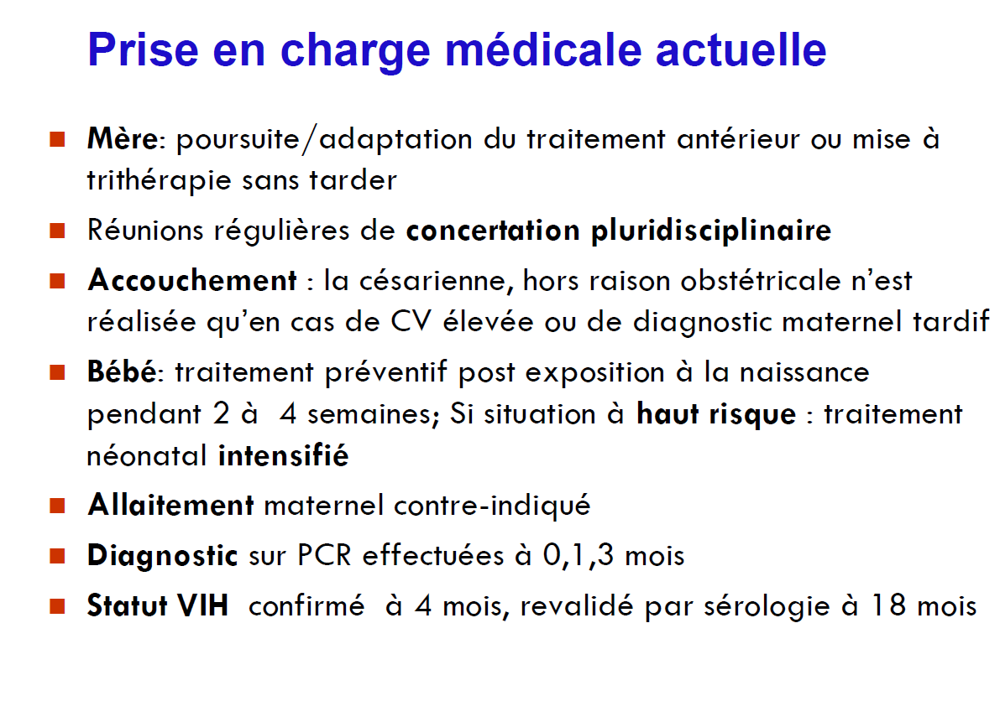 Prise en charge médicale actuelle
Mère: poursuite/adaptation du traitement antérieur ou mise à
trithérapie sans tarder
Réunions régulières de concertation pluridisciplinaire
Accouchement : la césarienne, hors raison obstétricale n’est
réalisée qu’en cas de CV élevée ou de diagnostic maternel tardif
Bébé: traitement préventif post exposition à la naissance
pendant 2 à 4 semaines; Si situation à haut risque : traitement
néonatal intensifié
Allaitement maternel contre-indiqué
Diagnostic sur PCR effectuées à 0,1,3 mois
Statut VIH confirmé à 4 mois, revalidé par sérologie à 18 mois